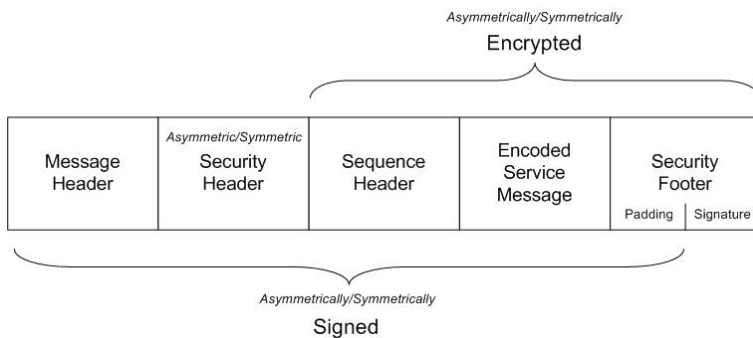 Asymmetrically/Symmetrically
Encrypted
Message
Header
Asymmetric/Symmetric
Security
Header
Sequence
Header
Encoded
Service
Message
Security
Footer
Padding
Signature
Asymmetrically/Symmetrically
Signed